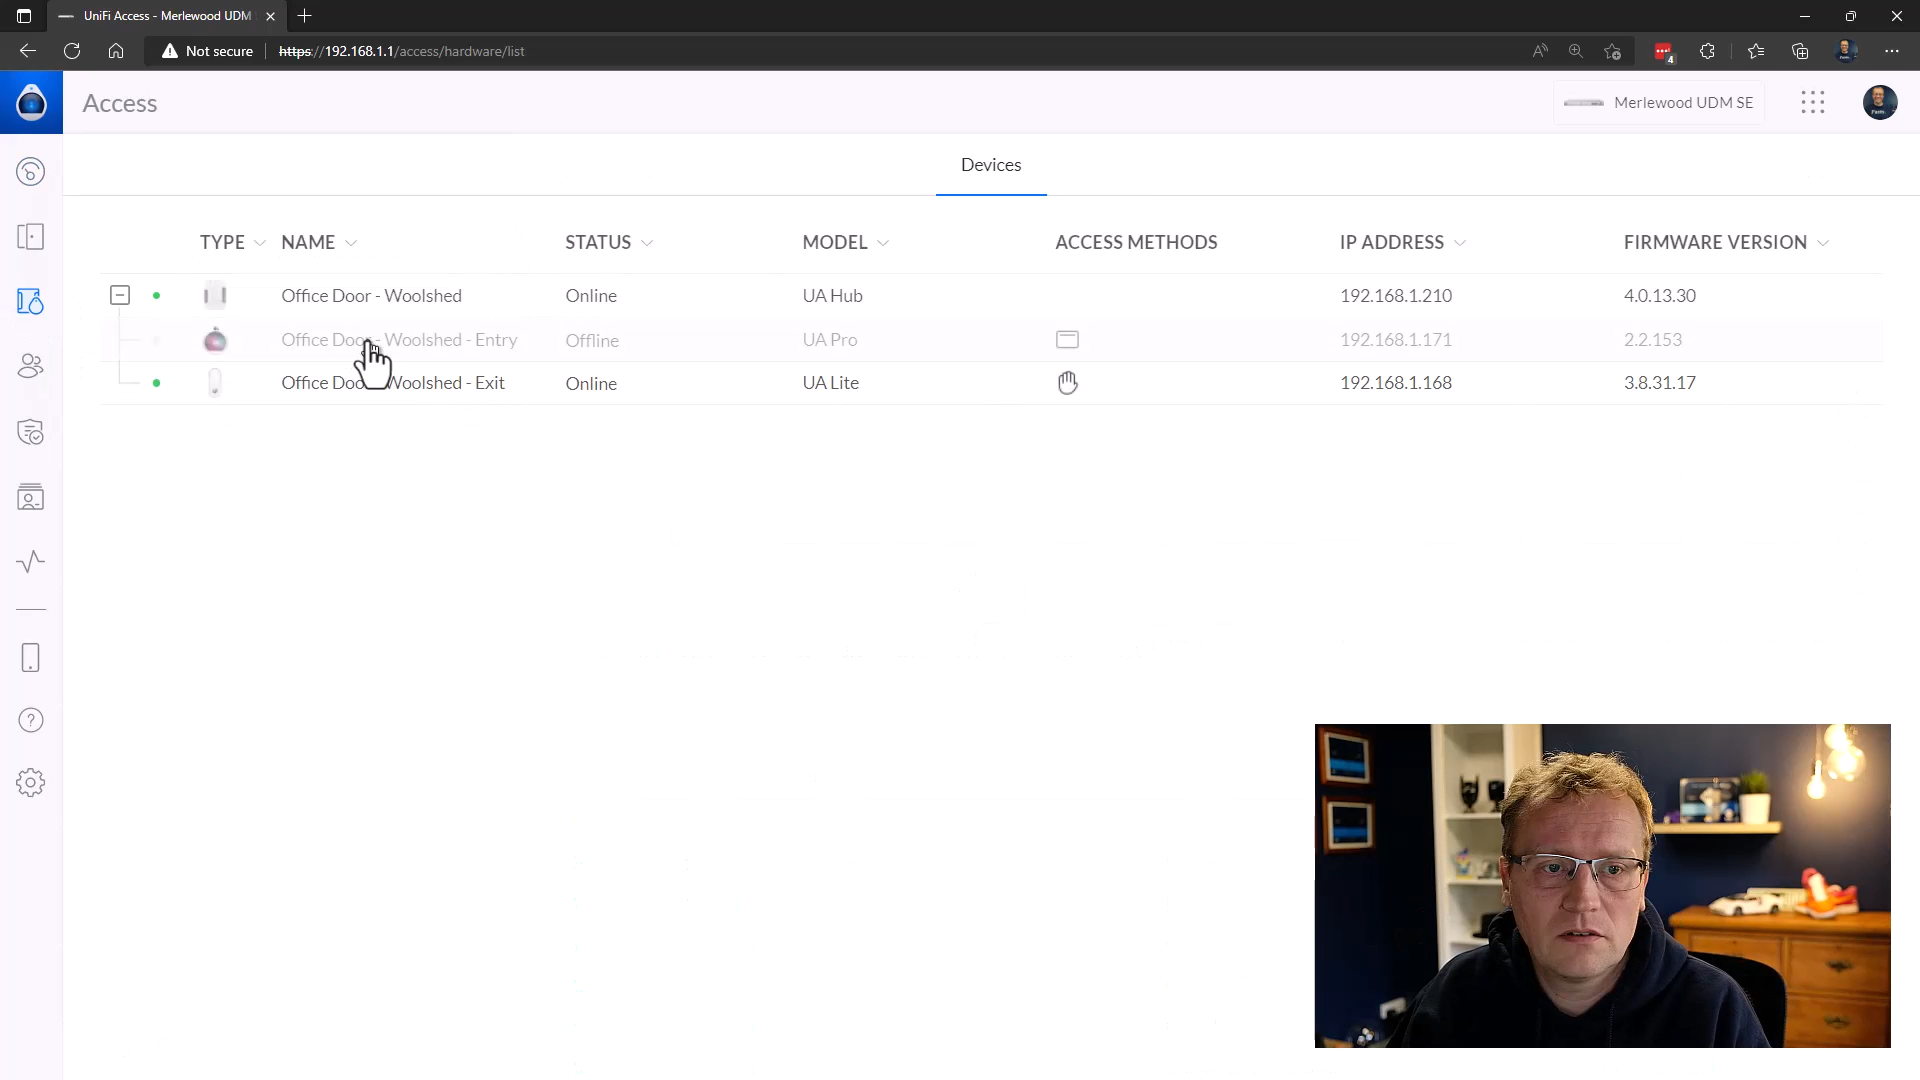 UniFi Access - Merlewood UDM
Not secure
https://192.168.1.1/access/hardware/list
4
Access
Merlewood UDM SE
Devices
TYPE NAME STATUS MODEL ACCESS METHODS IP ADDRESS FIRMWARE VERSION
Office Door - Woolshed Online UA Hub 192.168.1.210 4.0.13.30
Office Door - Woolshed - Entry Offline UA Pro 192.168.1.171 2.2.153
Office Doo Woolshed - Exit Online UA Lite 192.168.1.168 3.8.31.17